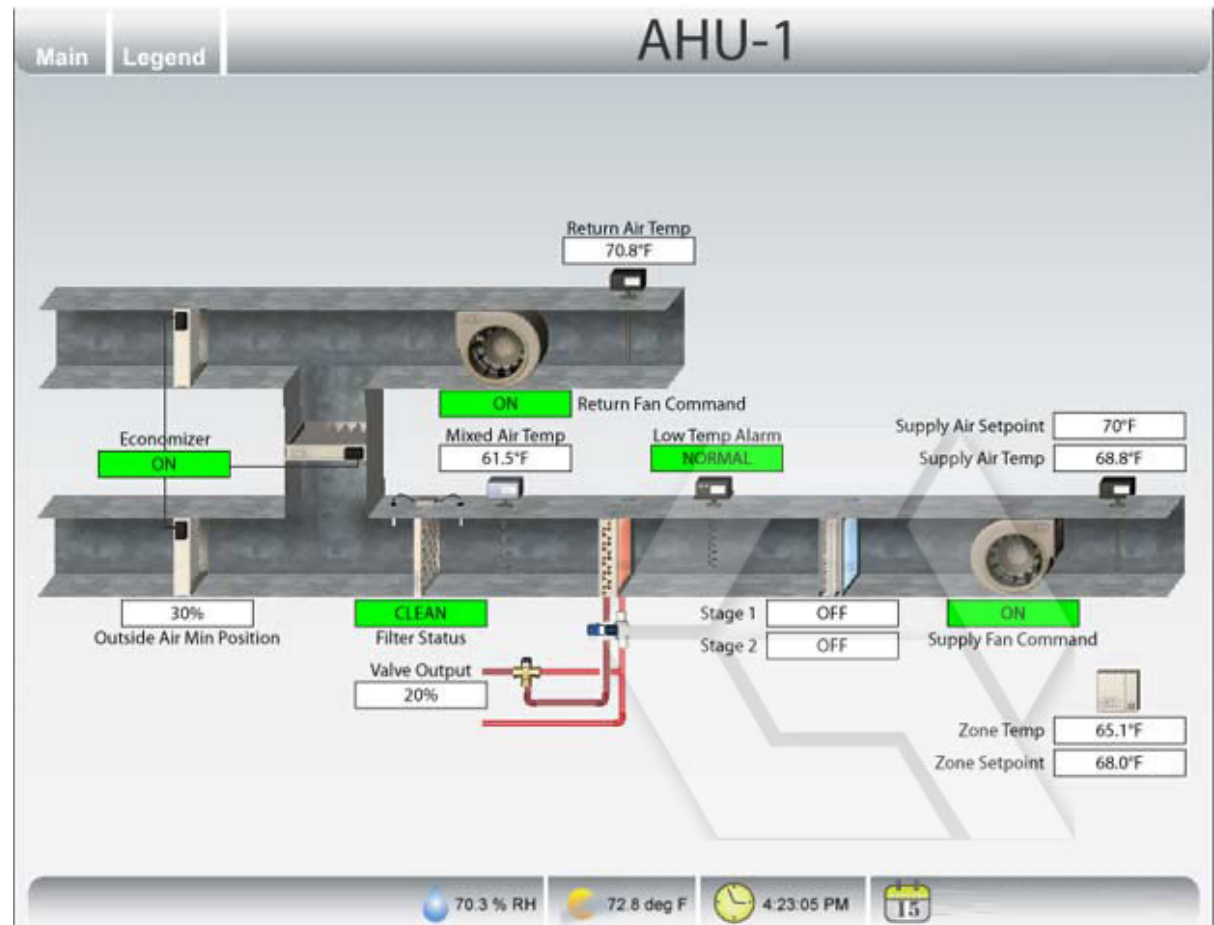 AHU-1
Main
Legend
Return Air Temp
70.8°F
ON
Return Fan Command
Economizer
ON
Mixed Air Temp
61.5°F
Low Temp Alarm
NORMAL
Supply Air Setpoint
70°F
Supply Air Temp
68.8°F
30%
Outside Air Min Position
CLEAN
Filter Status
Valve Output
20%
Stage 1
OFF
Stage 2
OFF
ON
Supply Fan Command
Zone Temp
65.1°F
Zone Setpoint
68.0°F
70.3 % RH
72.8 deg F
4:23:05 PM
15